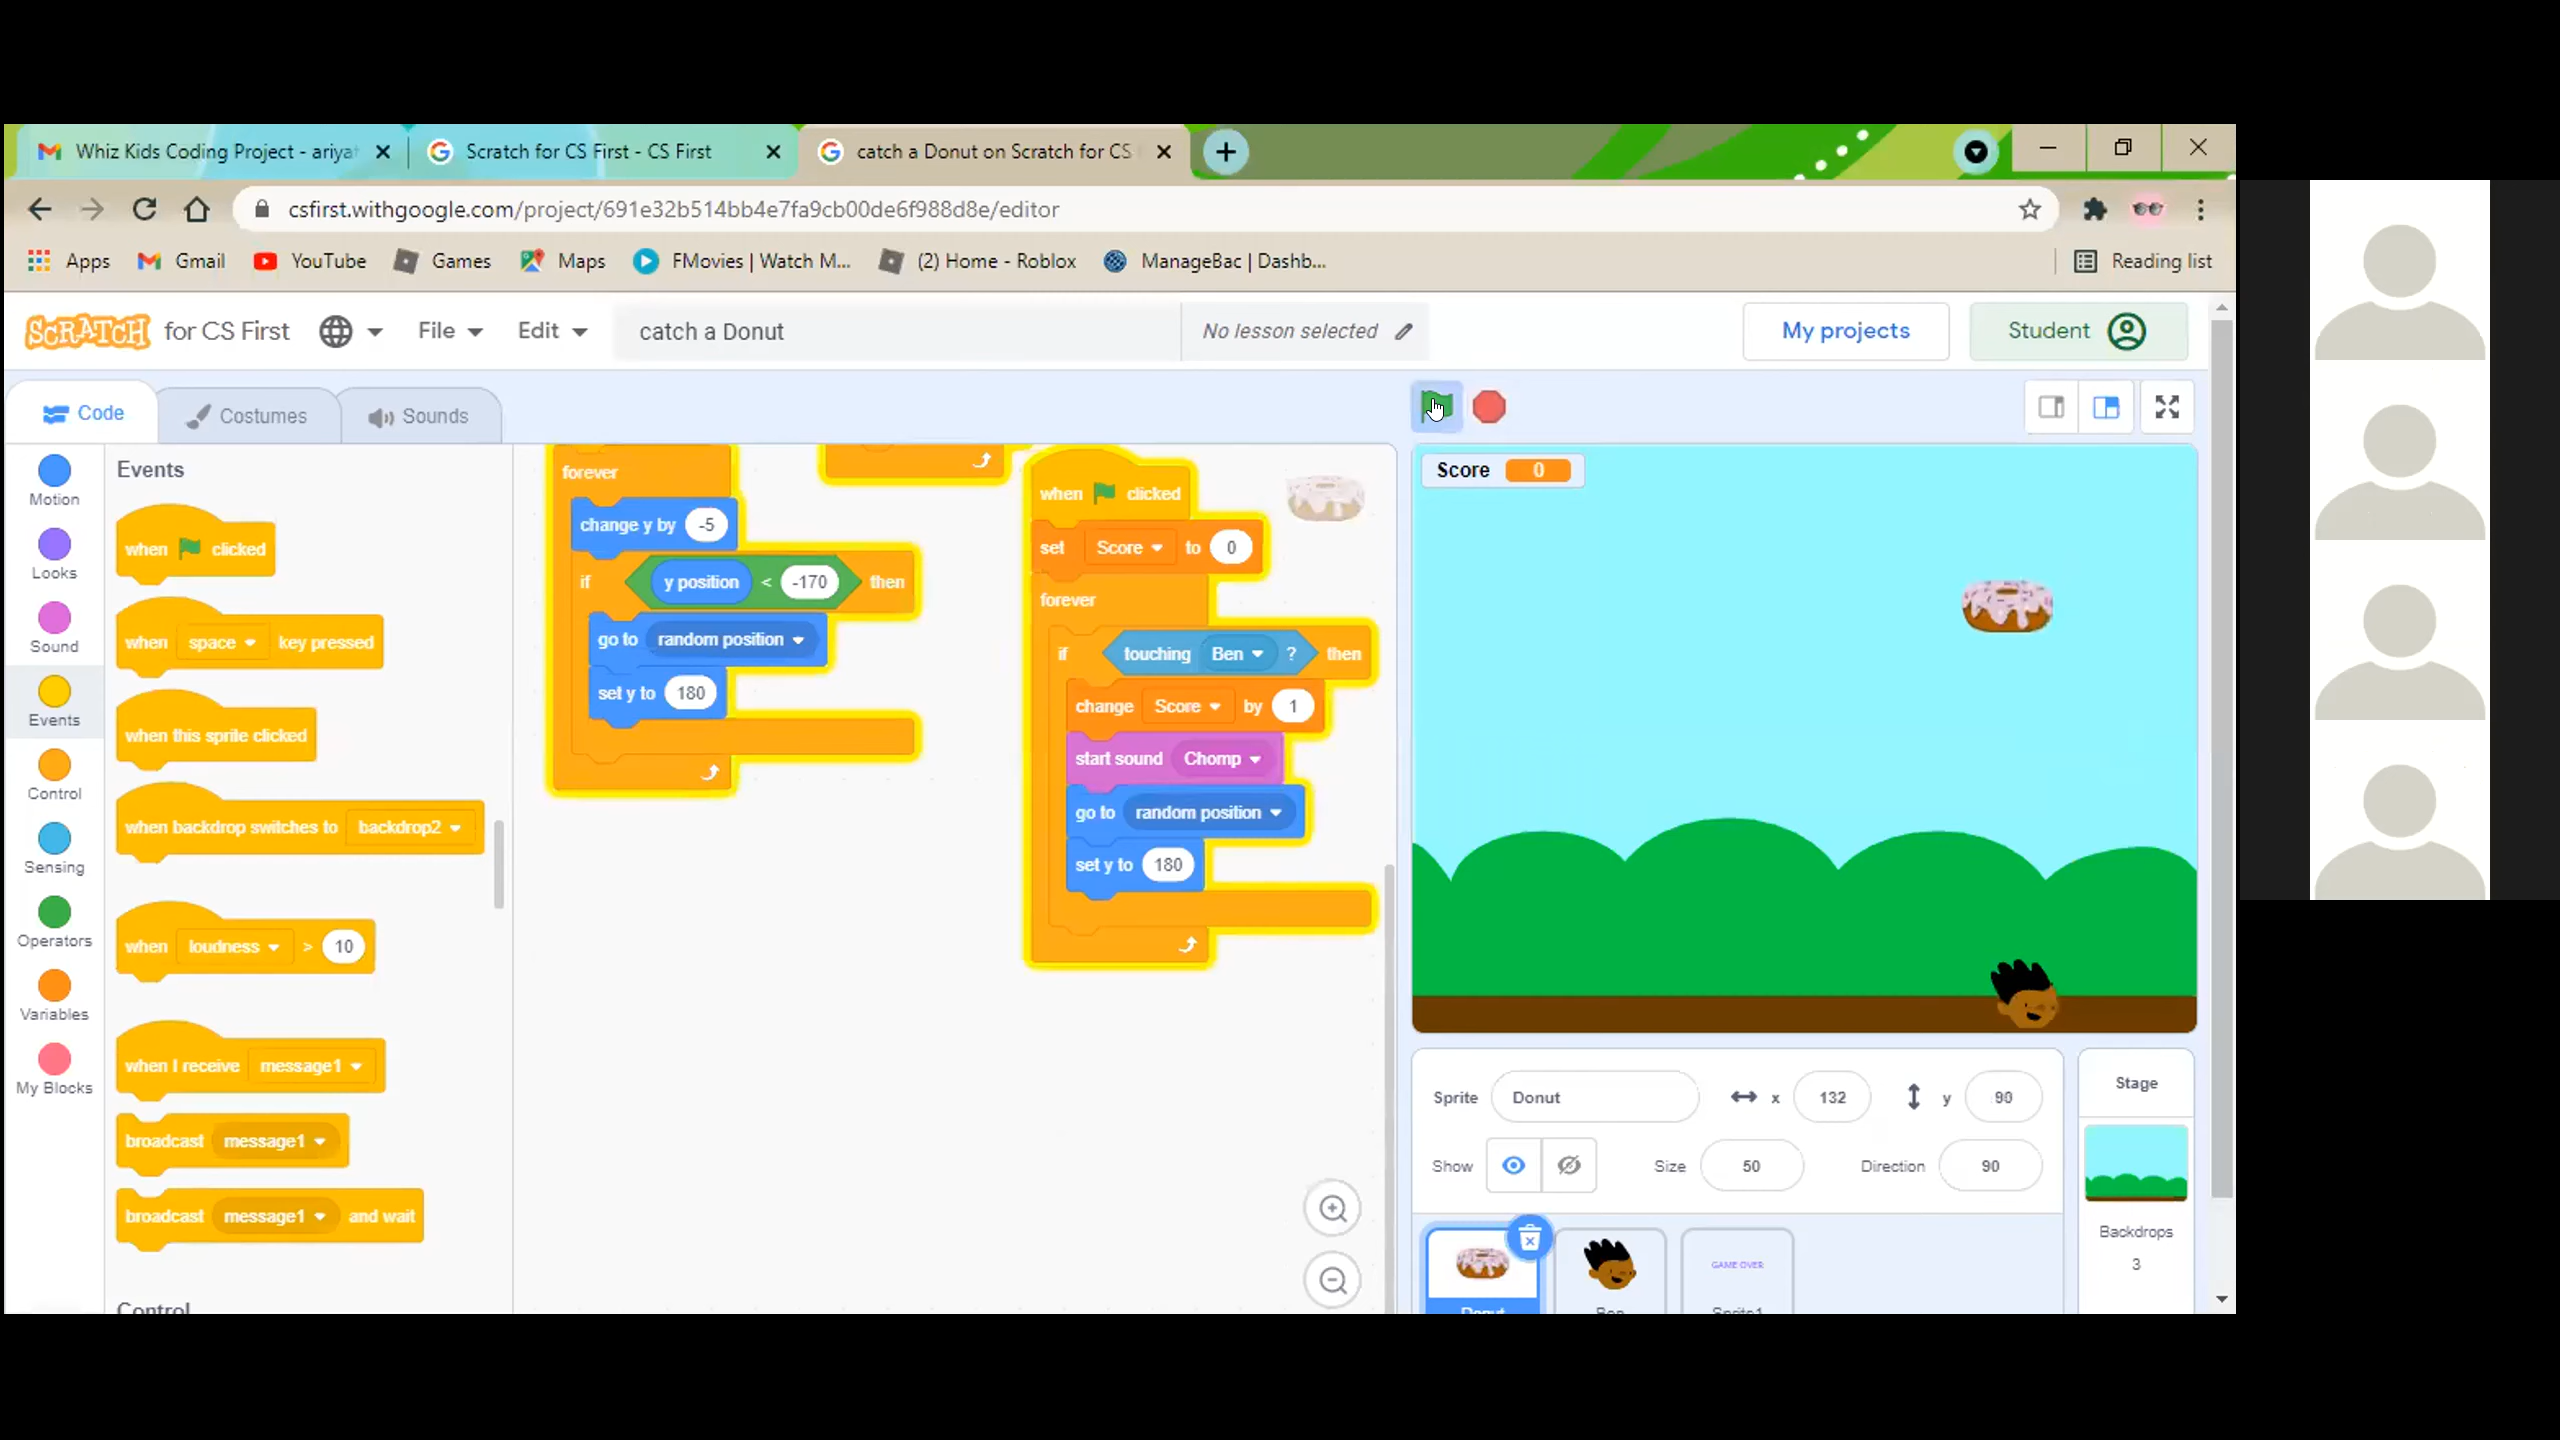 Whiz Kids Coding Project - ariya
Scratch for CS First - CS First
catch a Donut on Scratch for CS
csfirst.withgoogle.com/project/691e32b514bb4e7fa9cb00de6f988d8e/editor
Apps Gmail YouTube Games Maps FMovies | Watch M... (2) Home - Roblox ManageBac | Dashb... Reading list
SCRATCH for CS First File Edit catch a Donut No lesson selected My projects Student
Code Costumes Sounds
Motion
Looks
Sound
Events
Control
Sensing
Operators
Variables
My Blocks
Events
when clicked
when space key pressed
when this sprite clicked
when backdrop switches to backdrop2
when loudness > 10
when I receive message1
broadcast message1
broadcast message1 and wait
Control
forever
change y by -5
if y position < -170 then
go to random position
set y to 180
when clicked
set Score to 0
forever
if touching Ben ? then
change Score by 1
start sound Chomp
go to random position
set y to 180
Score 0
Sprite Donut x 132 y 90
Show Size 50 Direction 90
GAME OVER
Donut Ben Sprite1
Stage
Backdrops
3